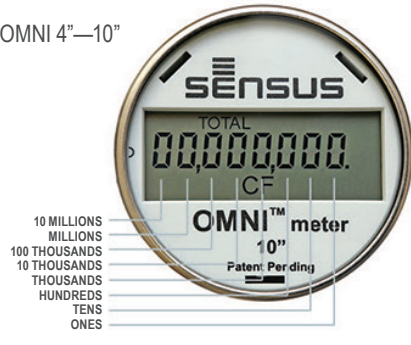 OMNI 4”—10”
SENSUS
TOTAL
00,000,000.
CF
OMNI™ meter
10”
Patent Pending
10 MILLIONS
MILLIONS
100 THOUSANDS
10 THOUSANDS
THOUSANDS
HUNDREDS
TENS
ONES